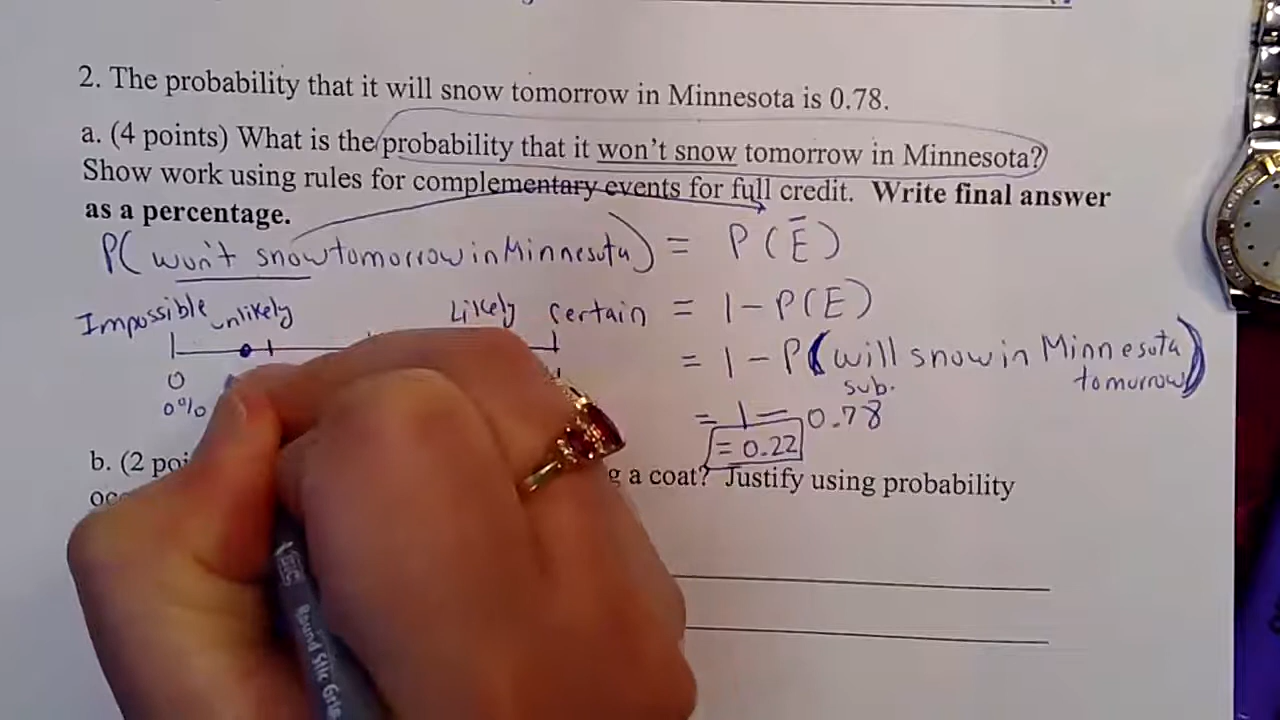 2. The probability that it will snow tomorrow in Minnesota is 0.78.
a. (4 points) What is the probability that it won't snow tomorrow in Minnesota?
Show work using rules for complementary events for full credit. Write final answer
as a percentage.
P( won't snow tomorrow in Minnesota) = P(Ē)
Impossible unlikely Likely certain = 1 - P(E)
= 1 - P( will snow in Minnesota
tomorrow)
sub.
0
0%
= 1 - 0.78
= 0.22
b. (2 poi
g a coat? Justify using probability
Round Stic Grip